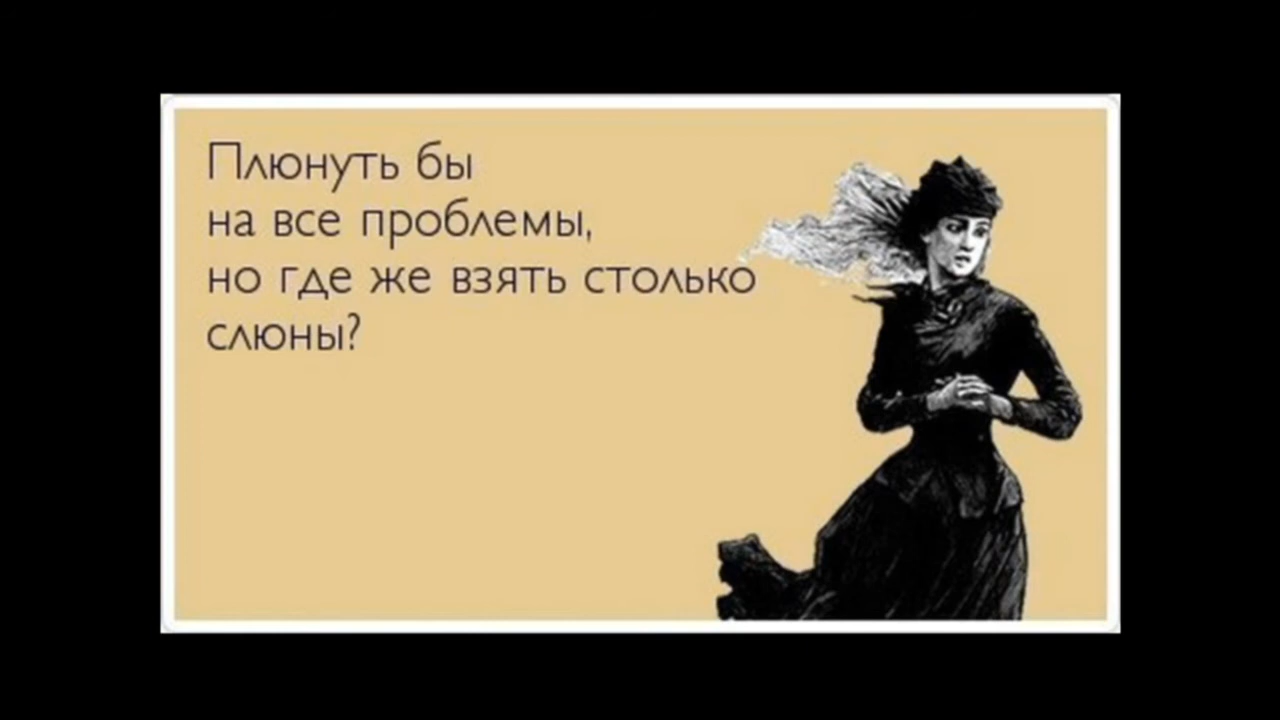 Плюнуть бы
на все проблемы,
но где же взять столько
слюны?